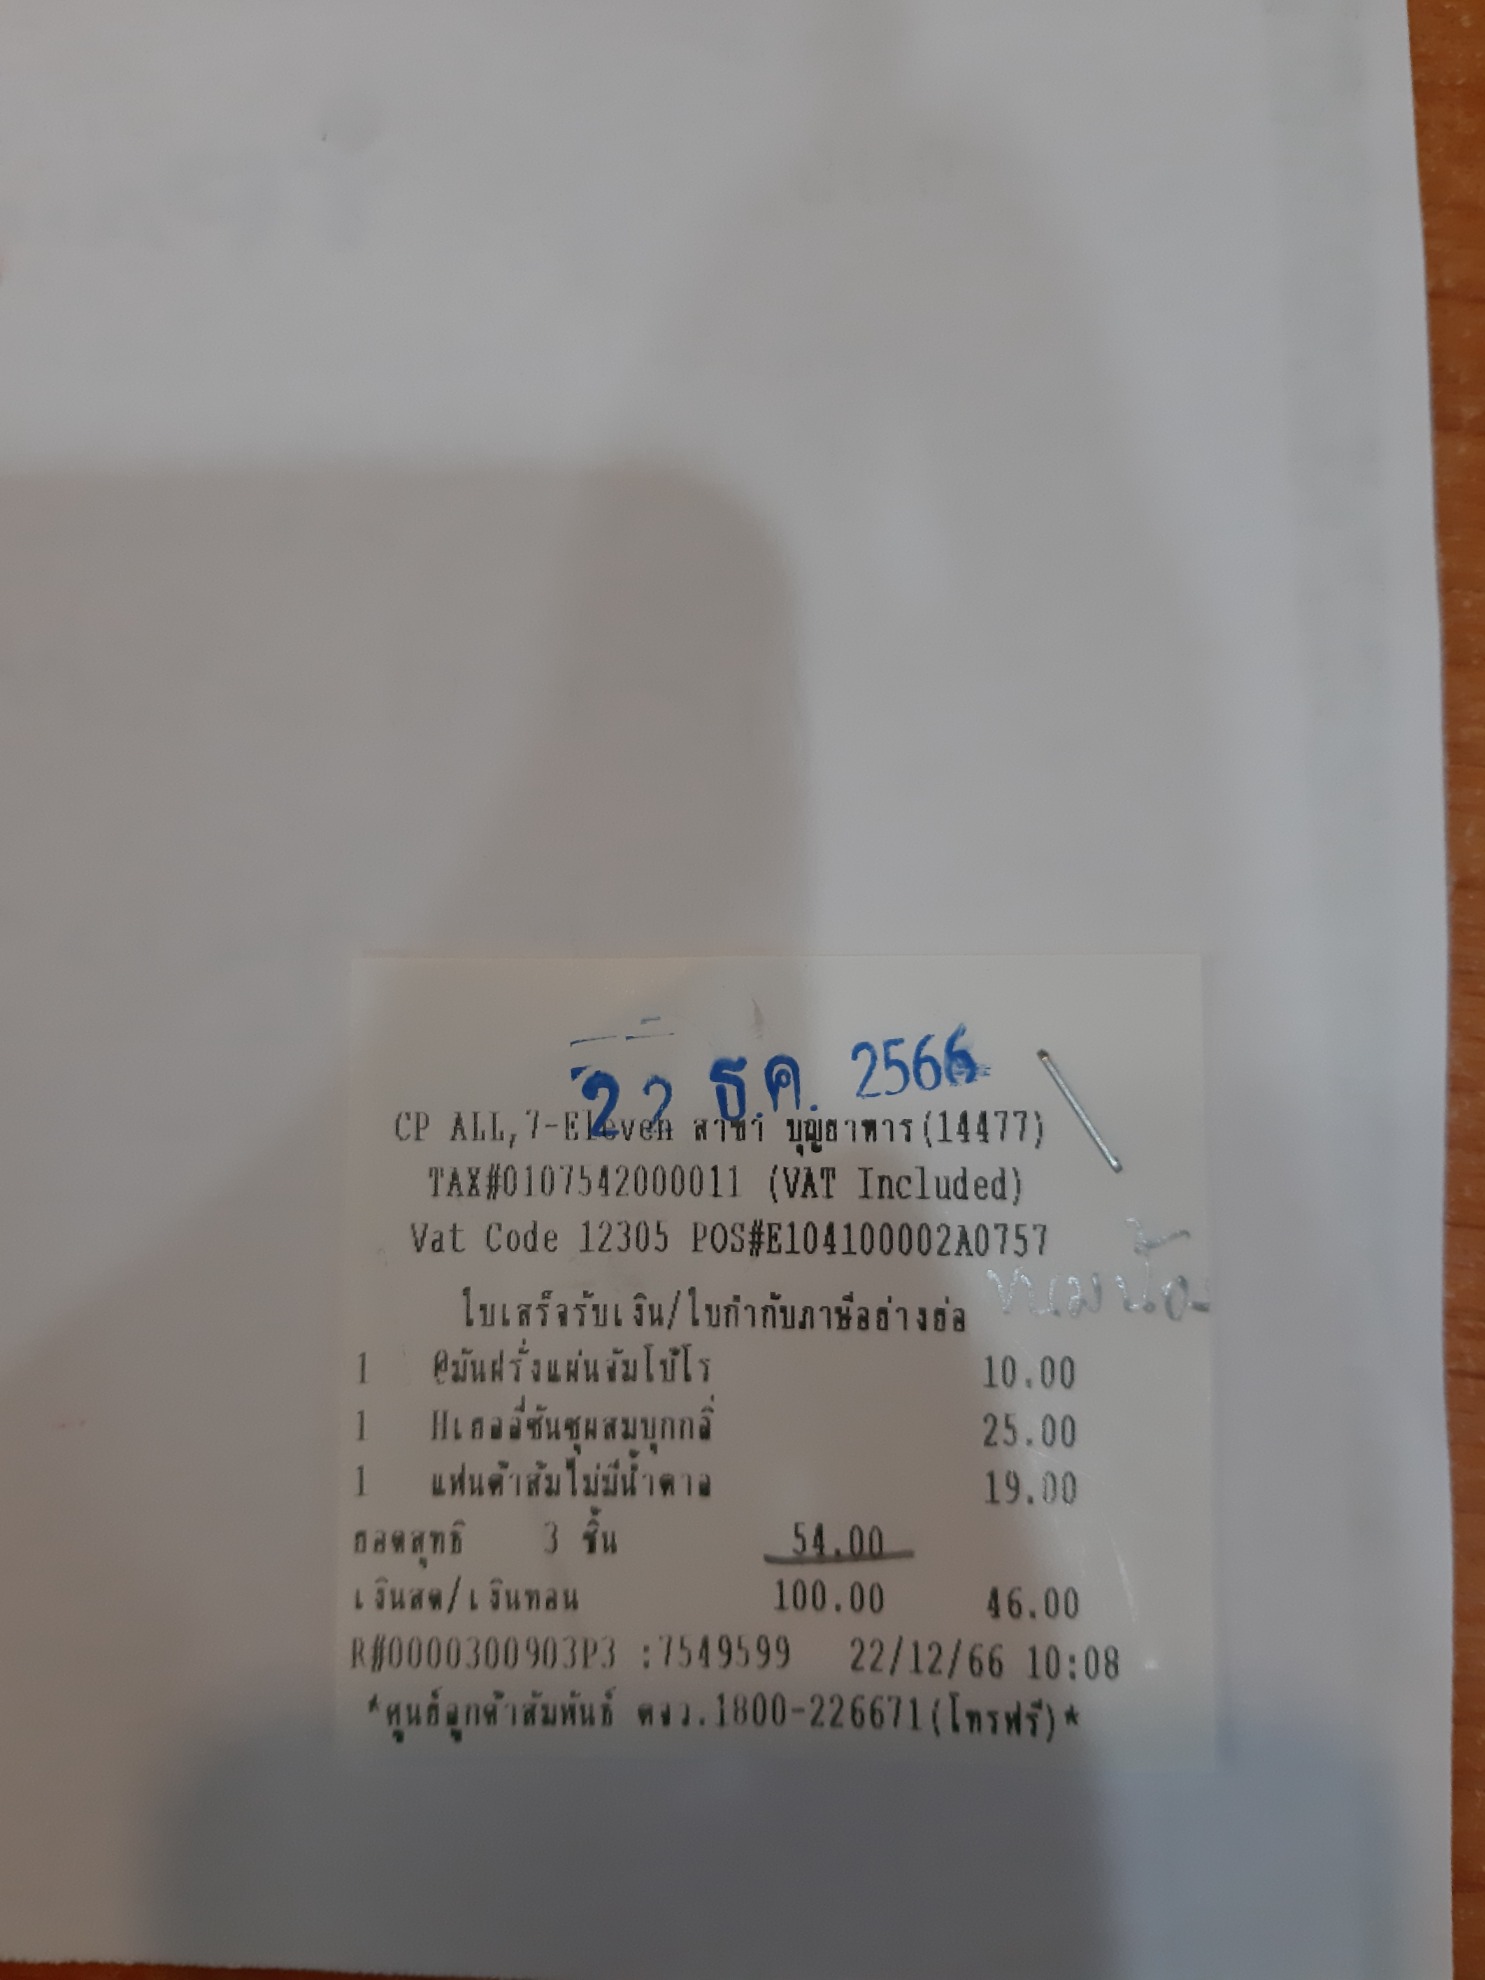 22 ธ.ค. 2566
CP ALL,7-Eleven สาขา บุญยาหาร(14477)
TAX#0107542000011 (VAT Included)
Vat Code 12305 POS#E104100002A0757
ใบเสร็จรับเงิน/ใบกำกับภาษีอย่างย่อ
ขนม
1 @มันฝรั่งแผ่นจัมโบ้โร 10.00
1 Hเยลลี่ซันซุผสมบุกกลิ่ 25.00
1 แฟนต้าส้มไม่มีน้ำตาล 19.00
ยอดสุทธิ 3 ชิ้น 54.00
เงินสด/เงินทอน 100.00 46.00
R#0000300903P3 :7549599 22/12/66 10:08
*ศูนย์ลูกค้าสัมพันธ์ ตจว.1800-226671(โทรฟรี)*